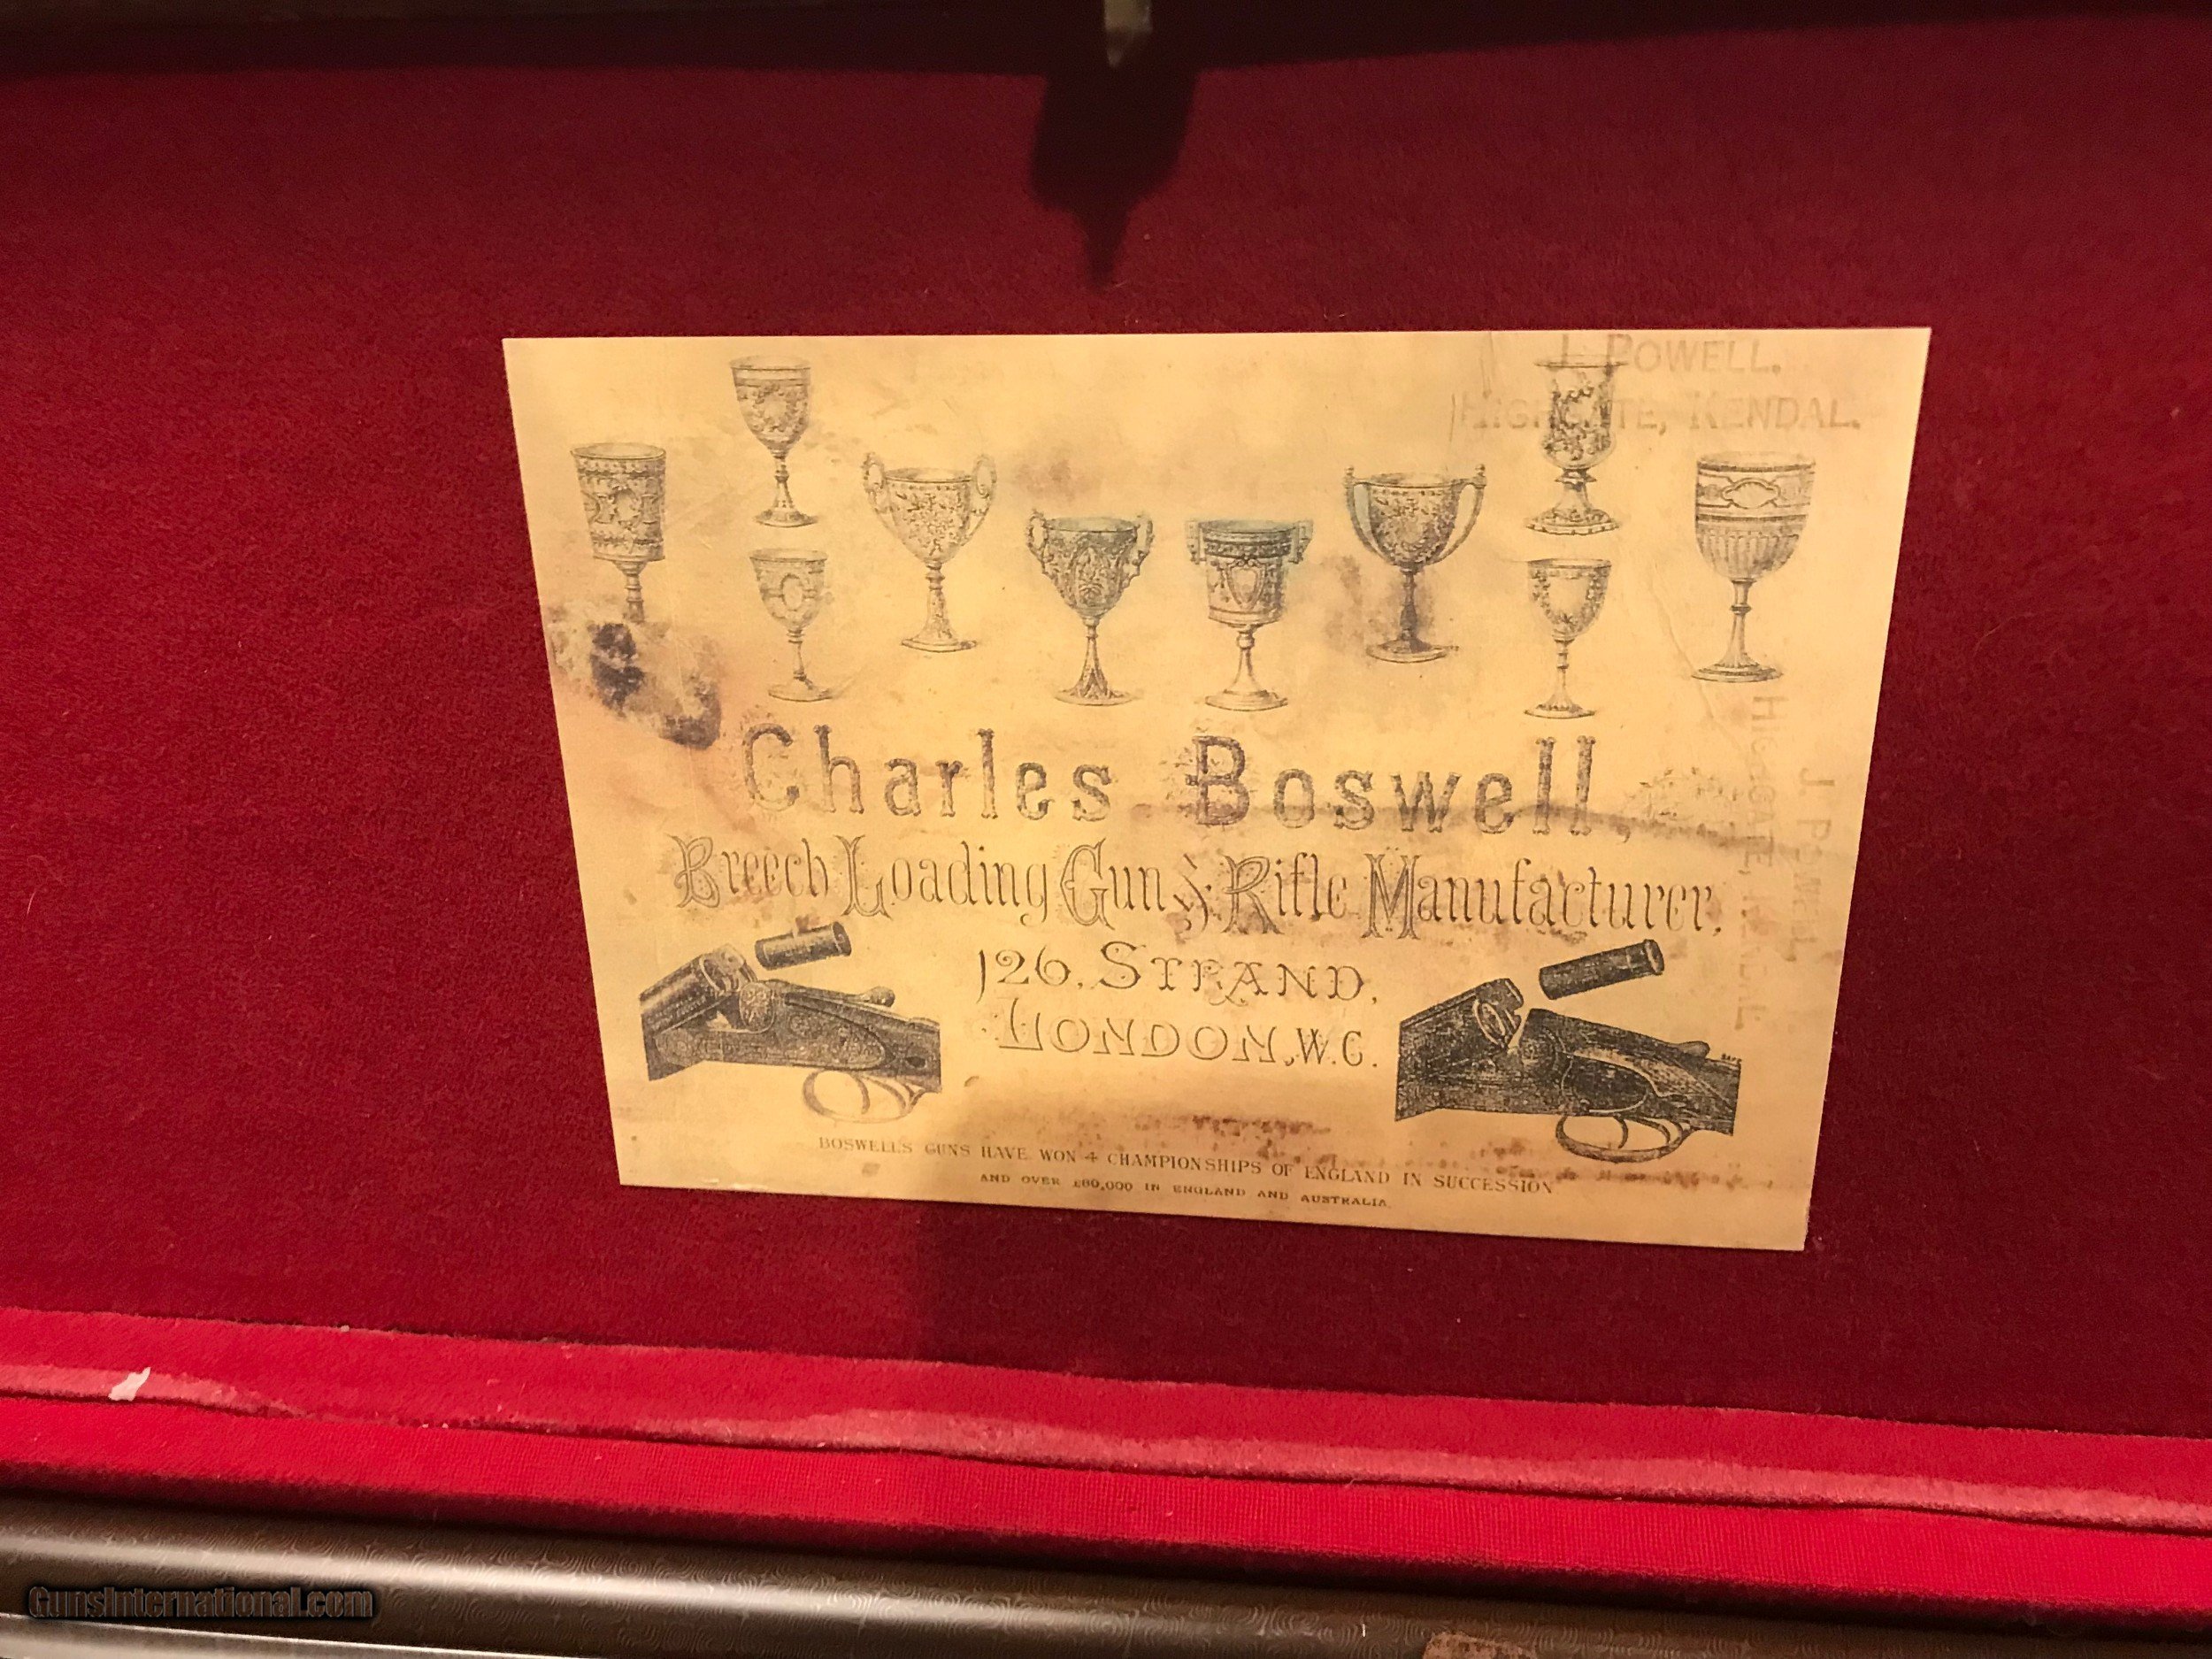 J. POWELL.
HIGHGATE, KENDAL.
J. POWELL
HIGHGATE, KENDAL
Charles Boswell,
Breech Loading Gun & Rifle Manufacturer,
126, STRAND,
LONDON, W.C.
SAFE
BOSWELL'S GUNS HAVE WON 4 CHAMPIONSHIPS OF ENGLAND IN SUCCESSION
AND OVER £60,000 IN ENGLAND AND AUSTRALIA
GunsInternational.com